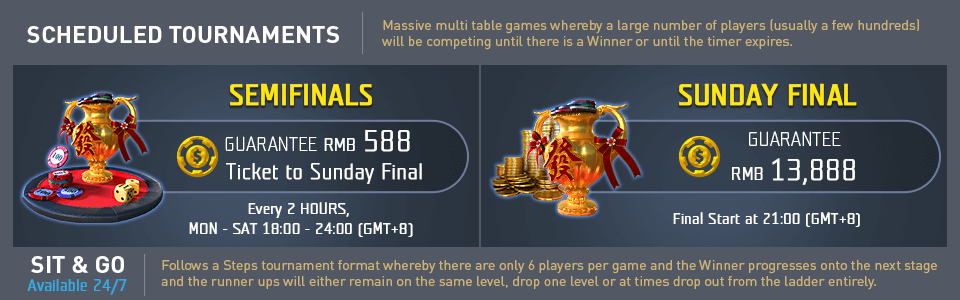 SCHEDULED TOURNAMENTS
Massive multi table games whereby a large number of players (usually a few hundreds)
will be competing until there is a Winner or until the timer expires.
SEMIFINALS
GUARANTEE RMB 588
Ticket to Sunday Final
Every 2 HOURS,
MON - SAT 18:00 - 24:00 (GMT+8)
發
100
$
SUNDAY FINAL
GUARANTEE
RMB 13,888
Final Start at 21:00 (GMT+8)
發
$
SIT & GO
Available 24/7
Follows a Steps tournament format whereby there are only 6 players per game and the Winner progresses onto the next stage
and the runner ups will either remain on the same level, drop one level or at times drop out from the ladder entirely.